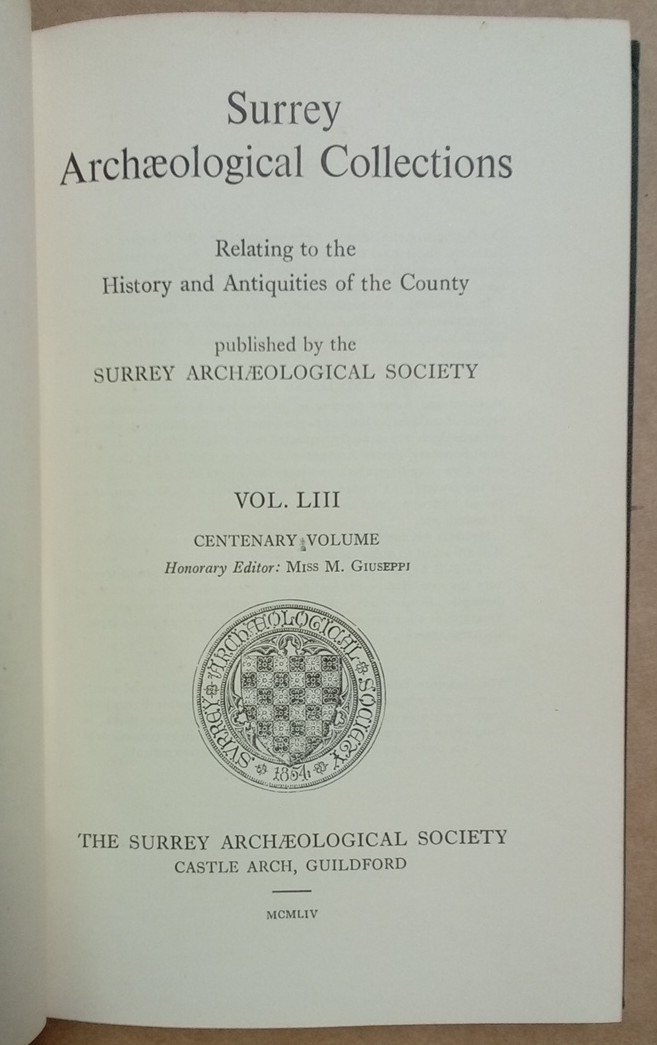 Surrey
Archæological Collections
Relating to the
History and Antiquities of the County
published by the
SURREY ARCHÆOLOGICAL SOCIETY
VOL. LIII
CENTENARY VOLUME
Honorary Editor: MISS M. GIUSEPPI
SVRREY ARCHÆOLOGICAL SOCIETY
1854
THE SURREY ARCHÆOLOGICAL SOCIETY
CASTLE ARCH, GUILDFORD
MCMLIV